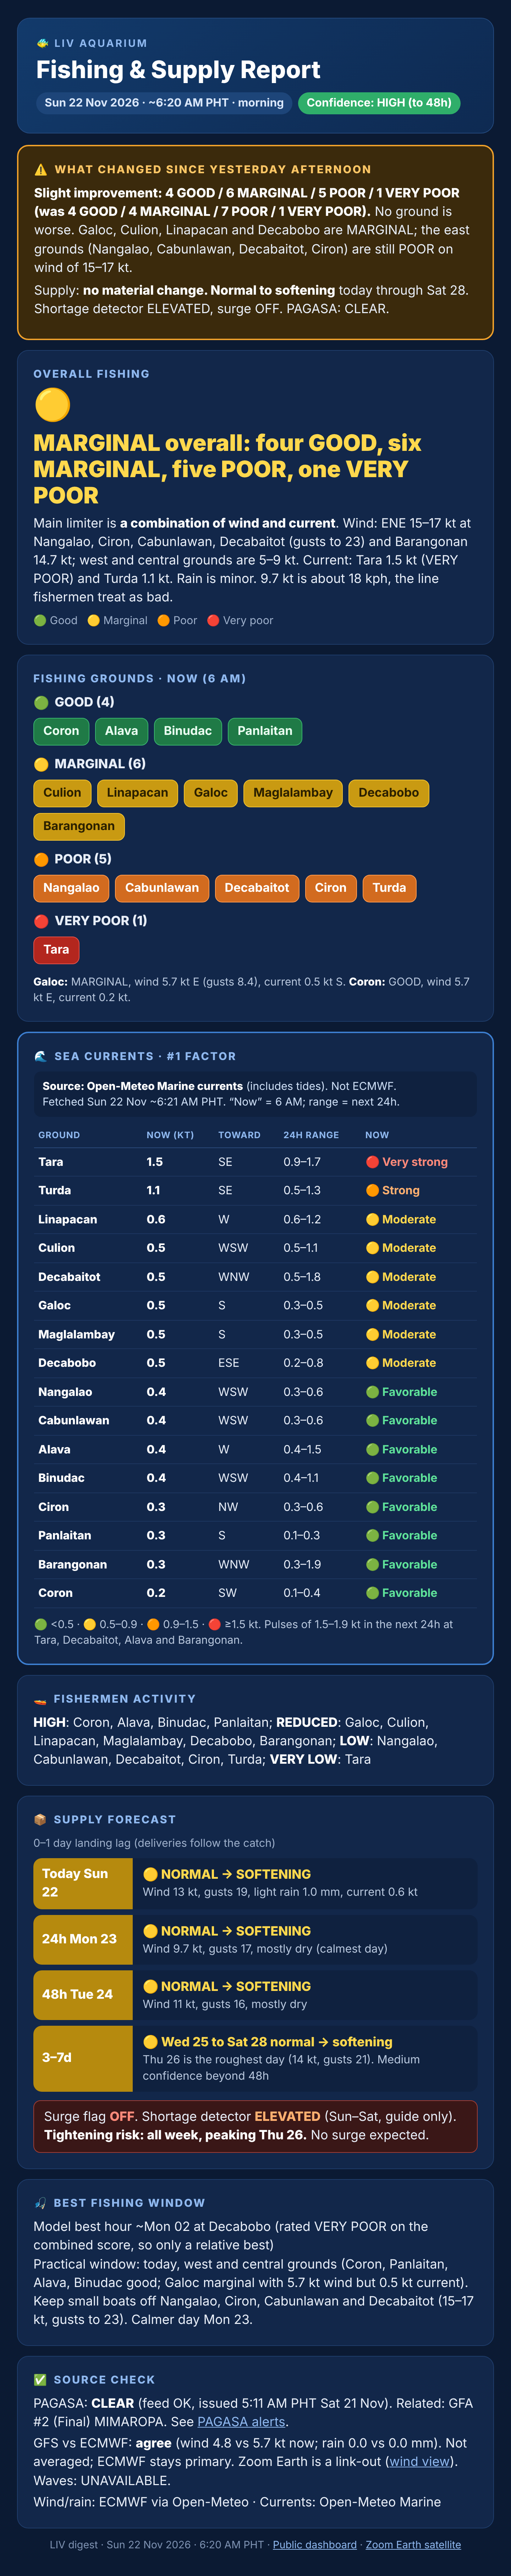 LIV AQUARIUM
Fishing & Supply Report
Sun 22 Nov 2026 · ~6:20 AM PHT · morning
Confidence: HIGH (to 48h)
WHAT CHANGED SINCE YESTERDAY AFTERNOON
Slight improvement: 4 GOOD / 6 MARGINAL / 5 POOR / 1 VERY POOR
(was 4 GOOD / 4 MARGINAL / 7 POOR / 1 VERY POOR). No ground is
worse. Galoc, Culion, Linapacan and Decabobo are MARGINAL; the east
grounds (Nangalao, Cabunlawan, Decabaitot, Ciron) are still POOR on
wind of 15–17 kt.
Supply: no material change. Normal to softening today through Sat 28.
Shortage detector ELEVATED, surge OFF. PAGASA: CLEAR.
OVERALL FISHING
MARGINAL overall: four GOOD, six
MARGINAL, five POOR, one VERY
POOR
Main limiter is a combination of wind and current. Wind: ENE 15–17 kt at
Nangalao, Ciron, Cabunlawan, Decabaitot (gusts to 23) and Barangonan
14.7 kt; west and central grounds are 5–9 kt. Current: Tara 1.5 kt (VERY
POOR) and Turda 1.1 kt. Rain is minor. 9.7 kt is about 18 kph, the line
fishermen treat as bad.
Good Marginal Poor Very poor
FISHING GROUNDS · NOW (6 AM)
GOOD (4)
Coron Alava Binudac Panlaitan
MARGINAL (6)
Culion Linapacan Galoc Maglalambay Decabobo
Barangonan
POOR (5)
Nangalao Cabunlawan Decabaitot Ciron Turda
VERY POOR (1)
Tara
Galoc: MARGINAL, wind 5.7 kt E (gusts 8.4), current 0.5 kt S. Coron: GOOD, wind 5.7
kt E, current 0.2 kt.
SEA CURRENTS · #1 FACTOR
Source: Open-Meteo Marine currents (includes tides). Not ECMWF.
Fetched Sun 22 Nov ~6:21 AM PHT. “Now” = 6 AM; range = next 24h.
GROUND NOW (KT) TOWARD 24H RANGE NOW
Tara 1.5 SE 0.9–1.7 Very strong
Turda 1.1 SE 0.5–1.3 Strong
Linapacan 0.6 W 0.6–1.2 Moderate
Culion 0.5 WSW 0.5–1.1 Moderate
Decabaitot 0.5 WNW 0.5–1.8 Moderate
Galoc 0.5 S 0.3–0.5 Moderate
Maglalambay 0.5 S 0.3–0.5 Moderate
Decabobo 0.5 ESE 0.2–0.8 Moderate
Nangalao 0.4 WSW 0.3–0.6 Favorable
Cabunlawan 0.4 WSW 0.3–0.6 Favorable
Alava 0.4 W 0.4–1.5 Favorable
Binudac 0.4 WSW 0.4–1.1 Favorable
Ciron 0.3 NW 0.3–0.6 Favorable
Panlaitan 0.3 S 0.1–0.3 Favorable
Barangonan 0.3 WNW 0.3–1.9 Favorable
Coron 0.2 SW 0.1–0.4 Favorable
<0.5 · 0.5–0.9 · 0.9–1.5 · ≥1.5 kt. Pulses of 1.5–1.9 kt in the next 24h at
Tara, Decabaitot, Alava and Barangonan.
FISHERMEN ACTIVITY
HIGH: Coron, Alava, Binudac, Panlaitan; REDUCED: Galoc, Culion,
Linapacan, Maglalambay, Decabobo, Barangonan; LOW: Nangalao,
Cabunlawan, Decabaitot, Ciron, Turda; VERY LOW: Tara
SUPPLY FORECAST
0–1 day landing lag (deliveries follow the catch)
Today Sun
22
NORMAL → SOFTENING
Wind 13 kt, gusts 19, light rain 1.0 mm, current 0.6 kt
24h Mon 23
NORMAL → SOFTENING
Wind 9.7 kt, gusts 17, mostly dry (calmest day)
48h Tue 24
NORMAL → SOFTENING
Wind 11 kt, gusts 16, mostly dry
3–7d
Wed 25 to Sat 28 normal → softening
Thu 26 is the roughest day (14 kt, gusts 21). Medium
confidence beyond 48h
Surge flag OFF. Shortage detector ELEVATED (Sun–Sat, guide only).
Tightening risk: all week, peaking Thu 26. No surge expected.
BEST FISHING WINDOW
Model best hour ~Mon 02 at Decabobo (rated VERY POOR on the
combined score, so only a relative best)
Practical window: today, west and central grounds (Coron, Panlaitan,
Alava, Binudac good; Galoc marginal with 5.7 kt wind but 0.5 kt current).
Keep small boats off Nangalao, Ciron, Cabunlawan and Decabaitot (15–17
kt, gusts to 23). Calmer day Mon 23.
SOURCE CHECK
PAGASA: CLEAR (feed OK, issued 5:11 AM PHT Sat 21 Nov). Related: GFA
#2 (Final) MIMAROPA. See PAGASA alerts.
GFS vs ECMWF: agree (wind 4.8 vs 5.7 kt now; rain 0.0 vs 0.0 mm). Not
averaged; ECMWF stays primary. Zoom Earth is a link-out (wind view).
Waves: UNAVAILABLE.
Wind/rain: ECMWF via Open-Meteo · Currents: Open-Meteo Marine
LIV digest · Sun 22 Nov 2026 · 6:20 AM PHT · Public dashboard · Zoom Earth satellite